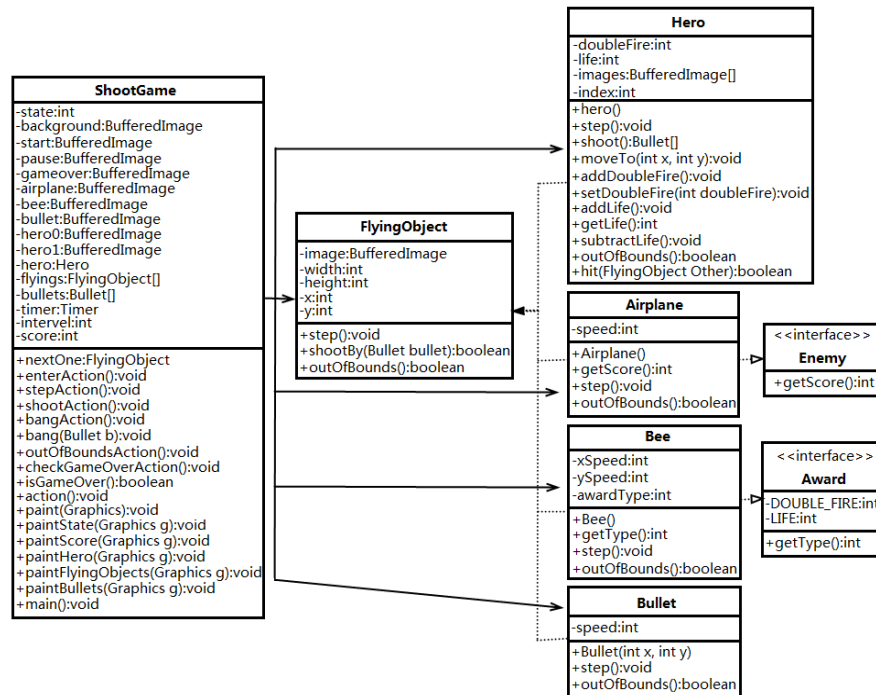 ShootGame
-state:int
-background:BufferedImage
-start:BufferedImage
-pause:BufferedImage
-gameover:BufferedImage
-airplane:BufferedImage
-bee:BufferedImage
-bullet:BufferedImage
-hero0:BufferedImage
-hero1:BufferedImage
-hero:Hero
-flyings:FlyingObject[]
-bullets:Bullet[]
-timer:Timer
-intervel:int
-score:int
+nextOne:FlyingObject
+enterAction():void
+stepAction():void
+shootAction():void
+bangAction():void
+bang(Bullet b):void
+outOfBoundsAction():void
+checkGameOverAction():void
+isGameOver():boolean
+action():void
+paint(Graphics):void
+paintState(Graphics g):void
+paintScore(Graphics g):void
+paintHero(Graphics g):void
+paintFlyingObjects(Graphics g):void
+paintBullets(Graphics g):void
+main():void
FlyingObject
-image:BufferedImage
-width:int
-height:int
-x:int
-y:int
+step():void
+shootBy(Bullet bullet):boolean
+outOfBounds():boolean
Hero
-doubleFire:int
-life:int
-images:BufferedImage[]
-index:int
+hero()
+step():void
+shoot():Bullet[]
+moveTo(int x, int y):void
+addDoubleFire():void
+setDoubleFire(int doubleFire):void
+addLife():void
+getLife():int
+subtractLife():void
+outOfBounds():boolean
+hit(FlyingObject Other):boolean
Airplane
-speed:int
+Airplane()
+getScore():int
+step():void
+outOfBounds():boolean
<<interface>>
Enemy
+getScore():int
Bee
-xSpeed:int
-ySpeed:int
-awardType:int
+Bee()
+getType():int
+step():void
+outOfBounds():boolean
<<interface>>
Award
-DOUBLE_FIRE:int
-LIFE:int
+getType():int
Bullet
-speed:int
+Bullet(int x, int y)
+step():void
+outOfBounds():boolean